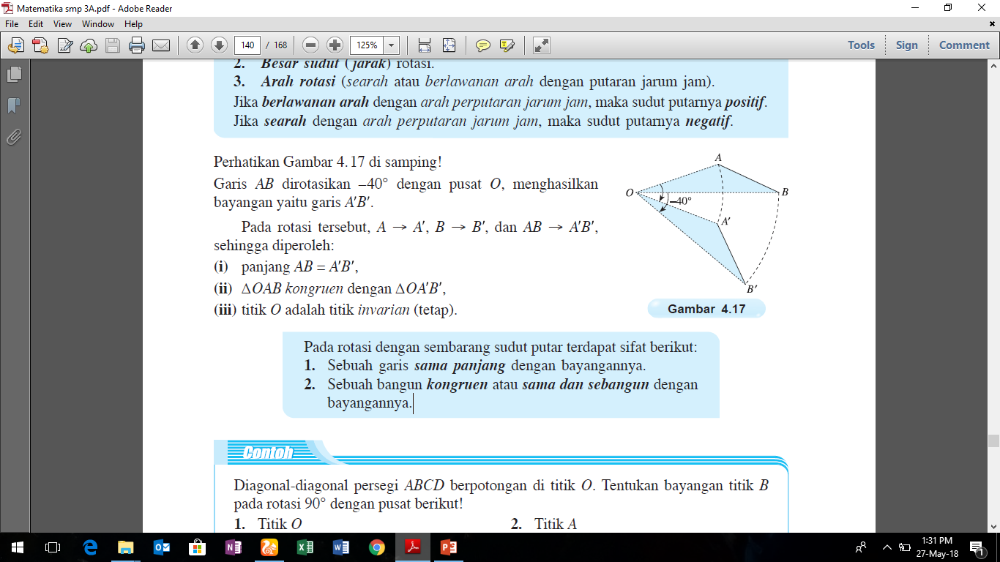 Matematika smp 3A.pdf - Adobe Reader
File Edit View Window Help
140 / 168 125% Tools Sign Comment
2. Besar sudut (jarak) rotasi.
3. Arah rotasi (searah atau berlawanan arah dengan putaran jarum jam).
Jika berlawanan arah dengan arah perputaran jarum jam, maka sudut putarnya positif.
Jika searah dengan arah perputaran jarum jam, maka sudut putarnya negatif.
Perhatikan Gambar 4.17 di samping!
Garis AB dirotasikan –40° dengan pusat O, menghasilkan
bayangan yaitu garis A′B′.
Pada rotasi tersebut, A → A′, B → B′, dan AB → A′B′,
sehingga diperoleh:
(i) panjang AB = A′B′,
(ii) ΔOAB kongruen dengan ΔOA′B′,
(iii) titik O adalah titik invarian (tetap).
A
O
B
–40°
A′
B′
Gambar 4.17
Pada rotasi dengan sembarang sudut putar terdapat sifat berikut:
1. Sebuah garis sama panjang dengan bayangannya.
2. Sebuah bangun kongruen atau sama dan sebangun dengan
bayangannya.
Contoh
Diagonal-diagonal persegi ABCD berpotongan di titik O. Tentukan bayangan titik B
pada rotasi 90° dengan pusat berikut!
1. Titik O 2. Titik A
1:31 PM
27-May-18
1